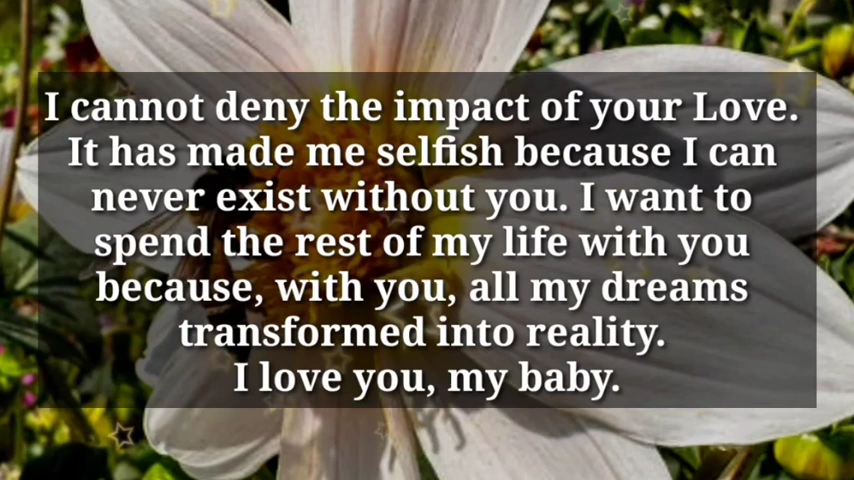 I cannot deny the impact of your Love.
It has made me selfish because I can
never exist without you. I want to
spend the rest of my life with you
because, with you, all my dreams
transformed into reality.
I love you, my baby.